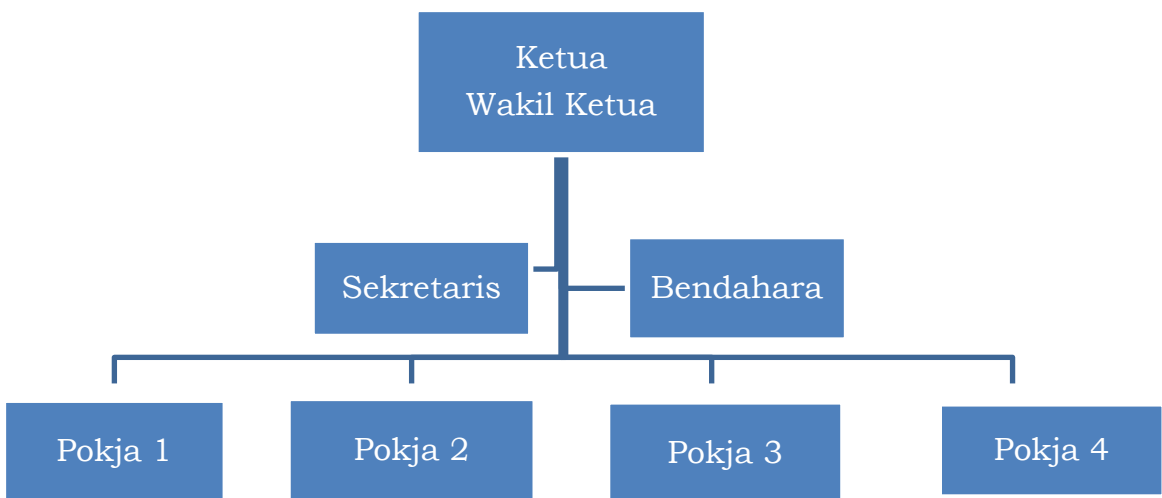 Ketua
Wakil Ketua
Sekretaris
Bendahara
Pokja 1
Pokja 2
Pokja 3
Pokja 4